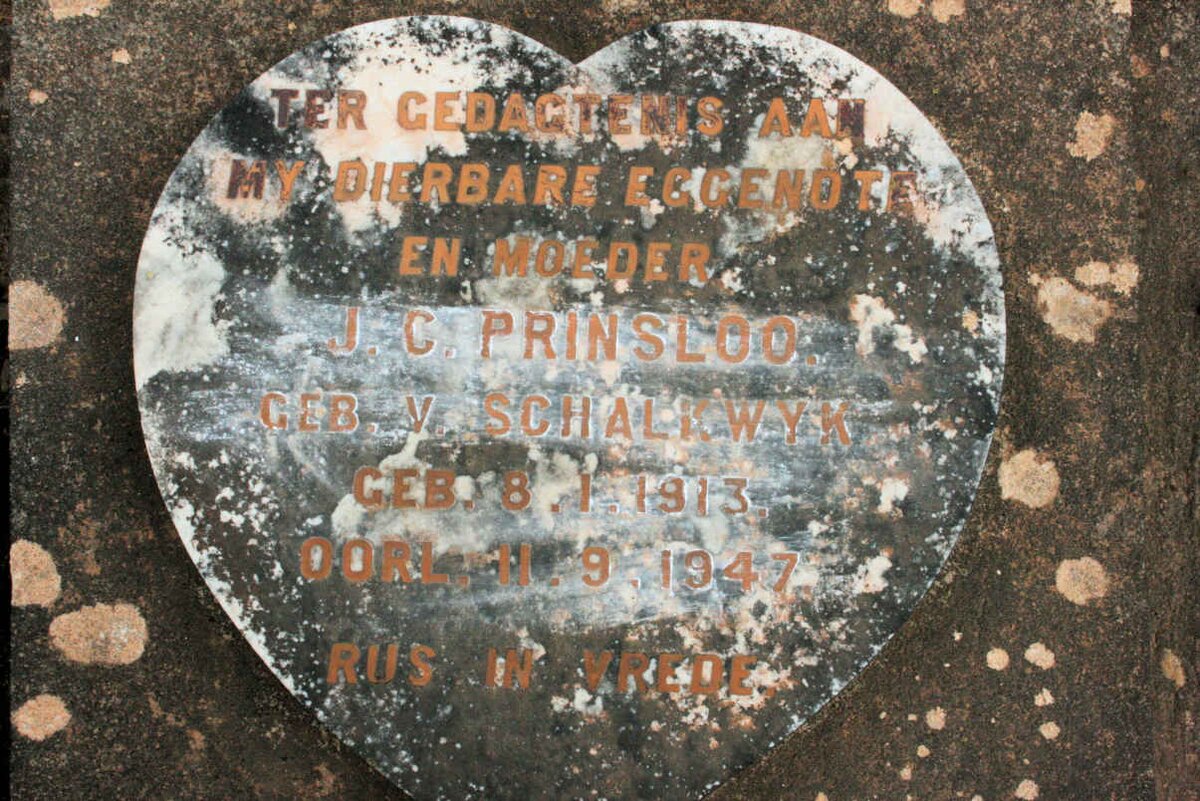 TER GEDAGTENIS AAN
MY DIERBARE EGGENOTE
EN MOEDER.
J. C. PRINSLOO.
GEB. V. SCHALKWYK
GEB. 8.1.1913.
OORL. 11.9.1947.
RUS IN VREDE.